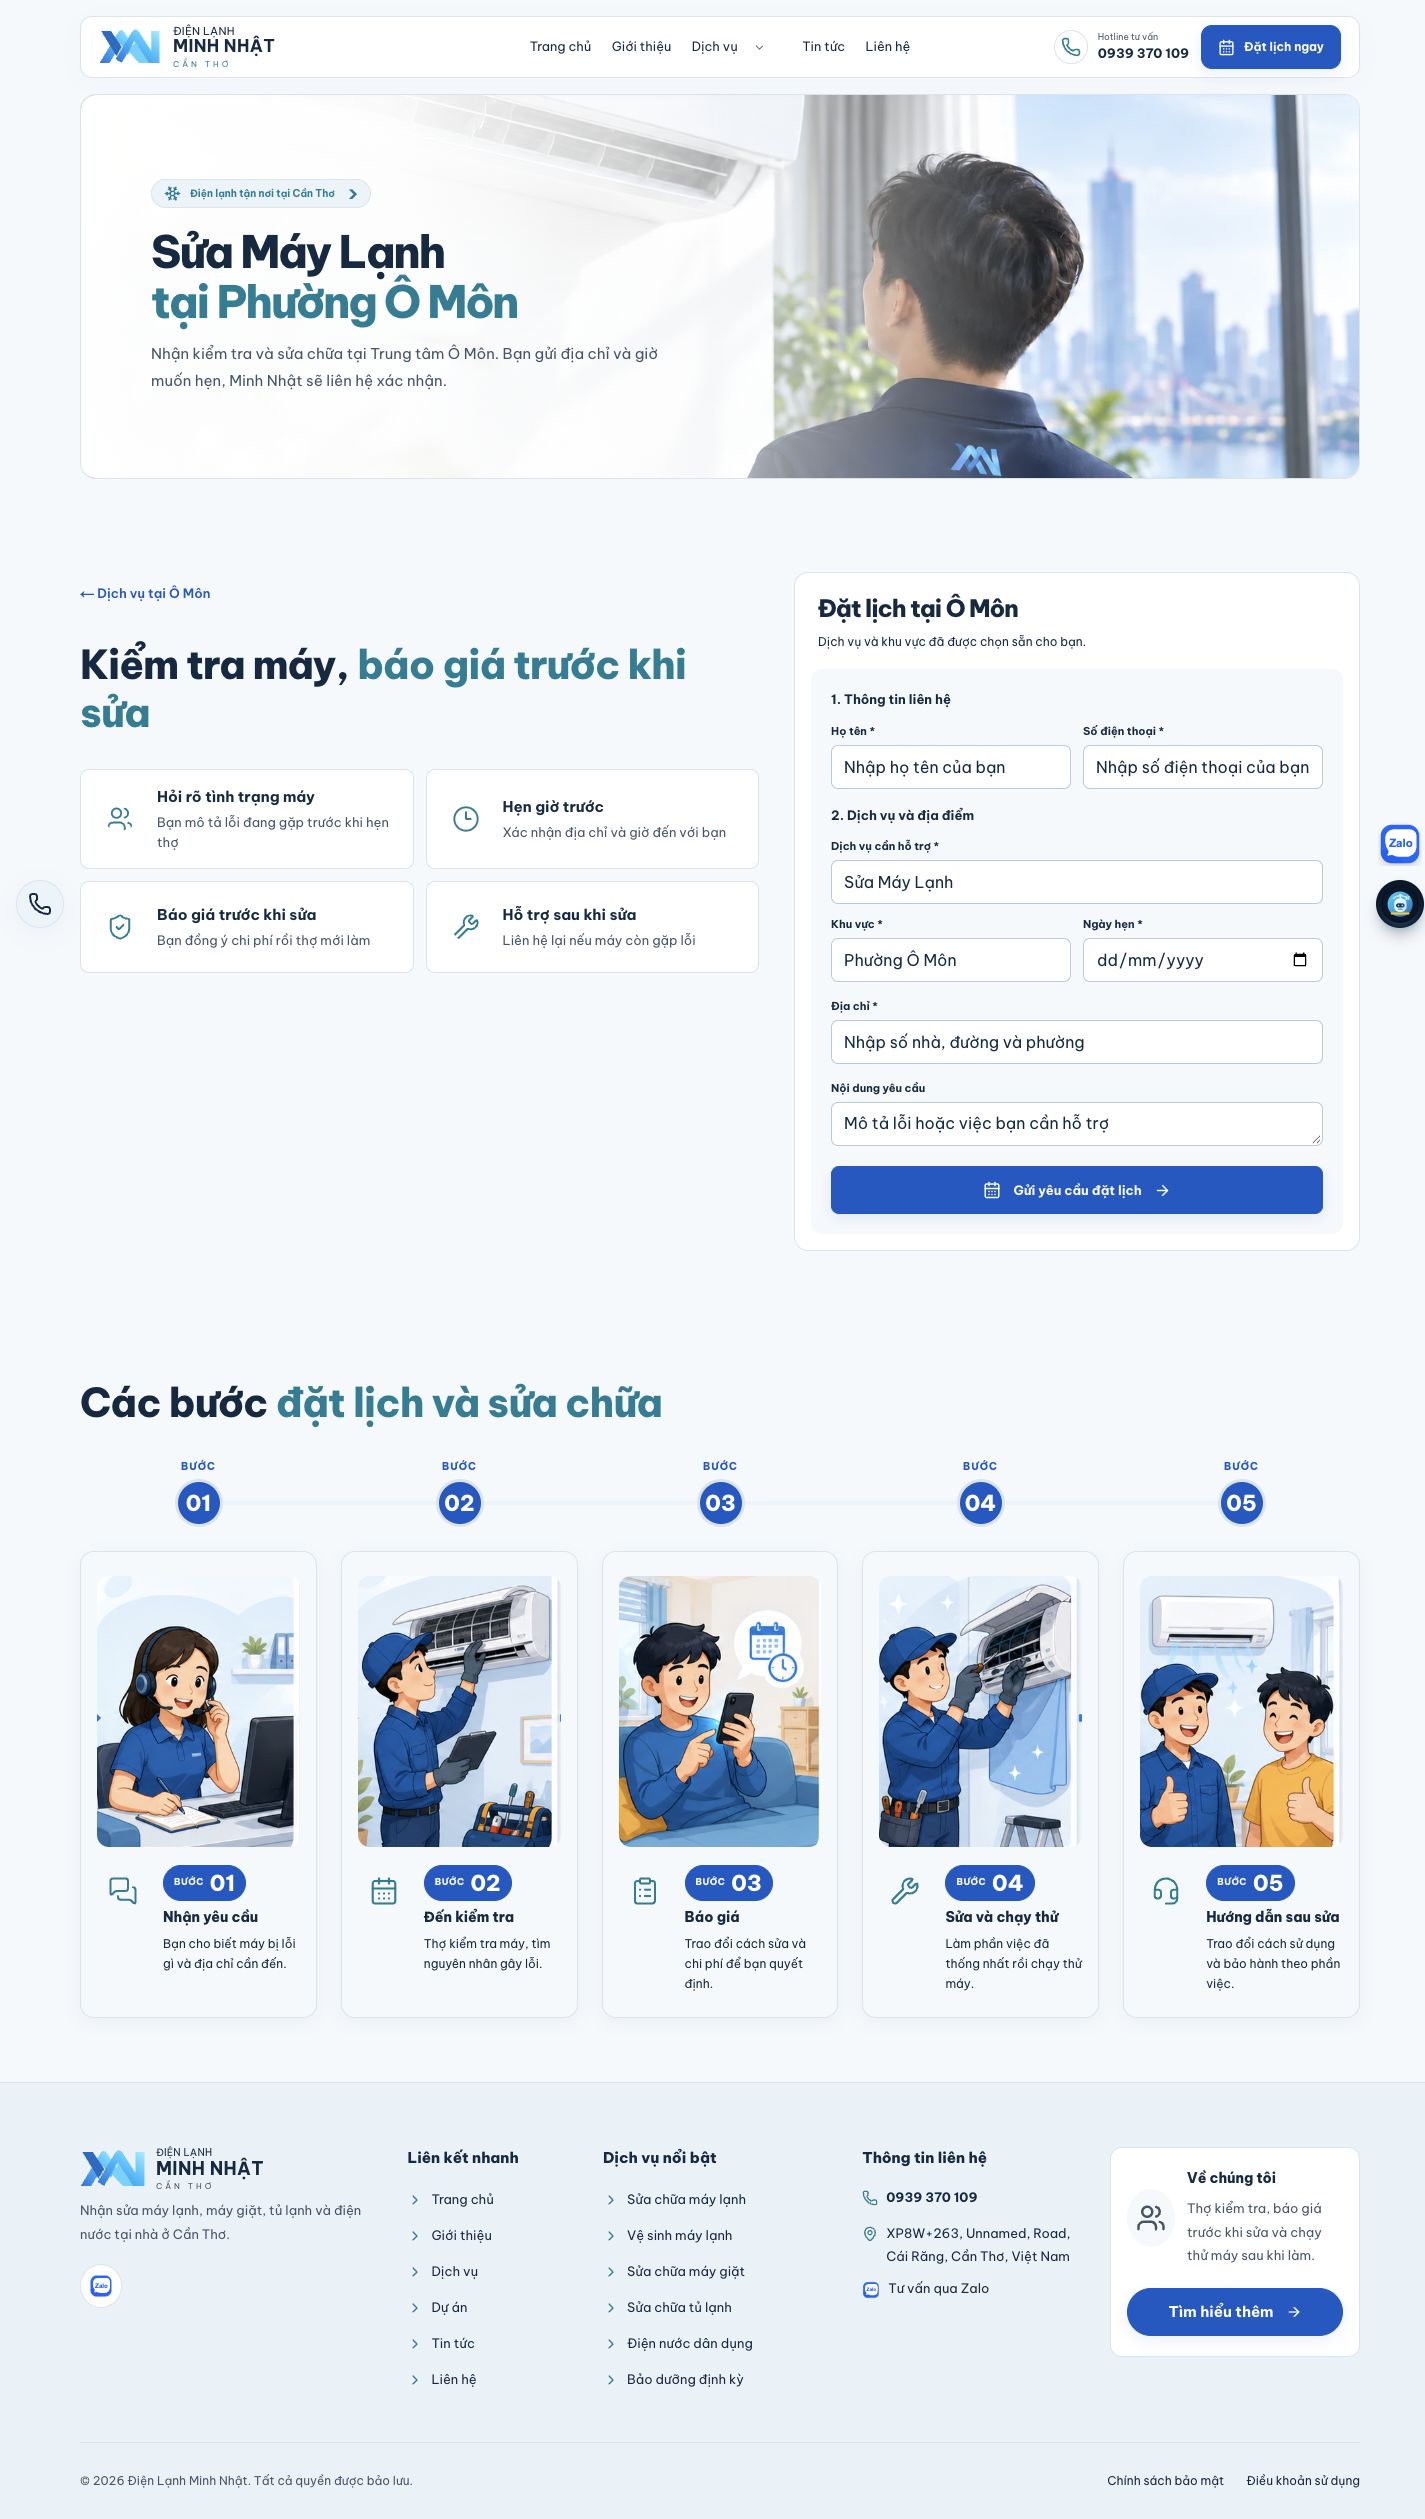 ĐIỆN LẠNH
MINH NHẬT
CẦN THƠ
Trang chủ
Giới thiệu
Dịch vụ
Tin tức
Liên hệ
Hotline tư vấn
0939 370 109
Đặt lịch ngay
Điện lạnh tận nơi tại Cần Thơ
Sửa Máy Lạnh
tại Phường Ô Môn
Nhận kiểm tra và sửa chữa tại Trung tâm Ô Môn. Bạn gửi địa chỉ và giờ
muốn hẹn, Minh Nhật sẽ liên hệ xác nhận.
← Dịch vụ tại Ô Môn
Kiểm tra máy, báo giá trước khi
sửa
Hỏi rõ tình trạng máy
Bạn mô tả lỗi đang gặp trước khi hẹn
thợ
Hẹn giờ trước
Xác nhận địa chỉ và giờ đến với bạn
Báo giá trước khi sửa
Bạn đồng ý chi phí rồi thợ mới làm
Hỗ trợ sau khi sửa
Liên hệ lại nếu máy còn gặp lỗi
Đặt lịch tại Ô Môn
Dịch vụ và khu vực đã được chọn sẵn cho bạn.
1. Thông tin liên hệ
Họ tên *
Số điện thoại *
Nhập họ tên của bạn
Nhập số điện thoại của bạn
2. Dịch vụ và địa điểm
Dịch vụ cần hỗ trợ *
Sửa Máy Lạnh
Khu vực *
Ngày hẹn *
Phường Ô Môn
dd/mm/yyyy
Địa chỉ *
Nhập số nhà, đường và phường
Nội dung yêu cầu
Mô tả lỗi hoặc việc bạn cần hỗ trợ
Gửi yêu cầu đặt lịch
Zalo
Các bước đặt lịch và sửa chữa
BƯỚC
01
BƯỚC
02
BƯỚC
03
BƯỚC
04
BƯỚC
05
BƯỚC 01
Nhận yêu cầu
Bạn cho biết máy bị lỗi
gì và địa chỉ cần đến.
BƯỚC 02
Đến kiểm tra
Thợ kiểm tra máy, tìm
nguyên nhân gây lỗi.
BƯỚC 03
Báo giá
Trao đổi cách sửa và
chi phí để bạn quyết
định.
BƯỚC 04
Sửa và chạy thử
Làm phần việc đã
thống nhất rồi chạy thử
máy.
BƯỚC 05
Hướng dẫn sau sửa
Trao đổi cách sử dụng
và bảo hành theo phần
việc.
ĐIỆN LẠNH
MINH NHẬT
CẦN THƠ
Nhận sửa máy lạnh, máy giặt, tủ lạnh và điện
nước tại nhà ở Cần Thơ.
Zalo
Liên kết nhanh
Trang chủ
Giới thiệu
Dịch vụ
Dự án
Tin tức
Liên hệ
Dịch vụ nổi bật
Sửa chữa máy lạnh
Vệ sinh máy lạnh
Sửa chữa máy giặt
Sửa chữa tủ lạnh
Điện nước dân dụng
Bảo dưỡng định kỳ
Thông tin liên hệ
0939 370 109
XP8W+263, Unnamed, Road,
Cái Răng, Cần Thơ, Việt Nam
Zalo
Tư vấn qua Zalo
Về chúng tôi
Thợ kiểm tra, báo giá
trước khi sửa và chạy
thử máy sau khi làm.
Tìm hiểu thêm
© 2026 Điện Lạnh Minh Nhật. Tất cả quyền được bảo lưu.
Chính sách bảo mật
Điều khoản sử dụng